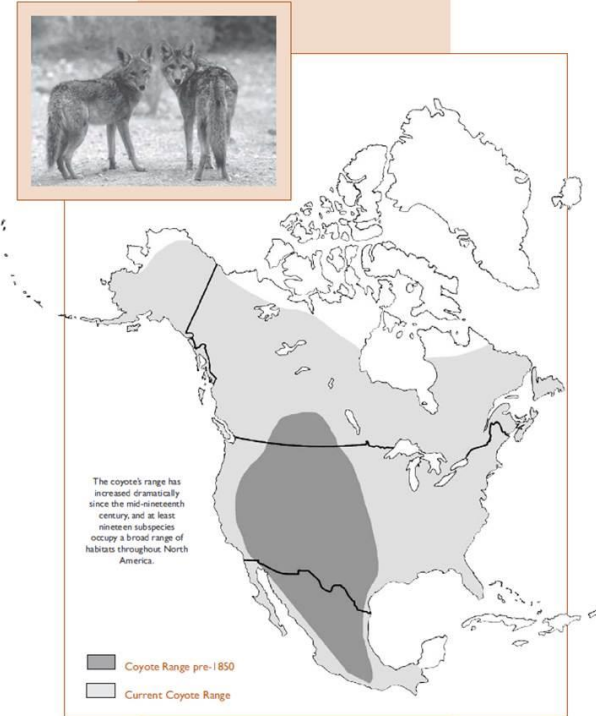 The coyote's range has
increased dramatically
since the mid-nineteenth
century, and at least
nineteen subspecies
occupy a broad range of
habitats throughout North
America.
Coyote Range pre-1850
Current Coyote Range